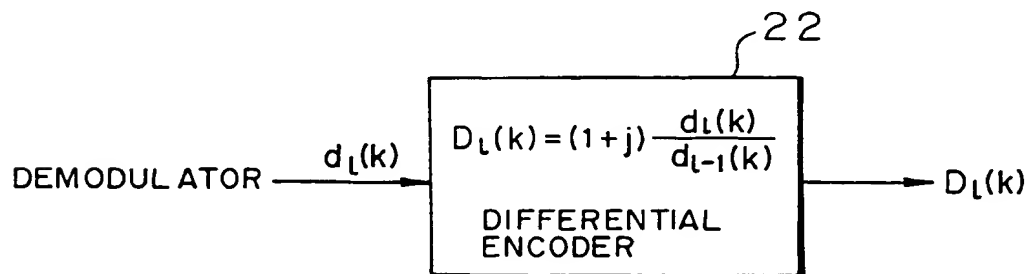 22
D_l(k) = (1+j) d_l(k) / d_{l-1}(k)
DEMODULATOR
d_l(k)
D_l(k)
DIFFERENTIAL
ENCODER